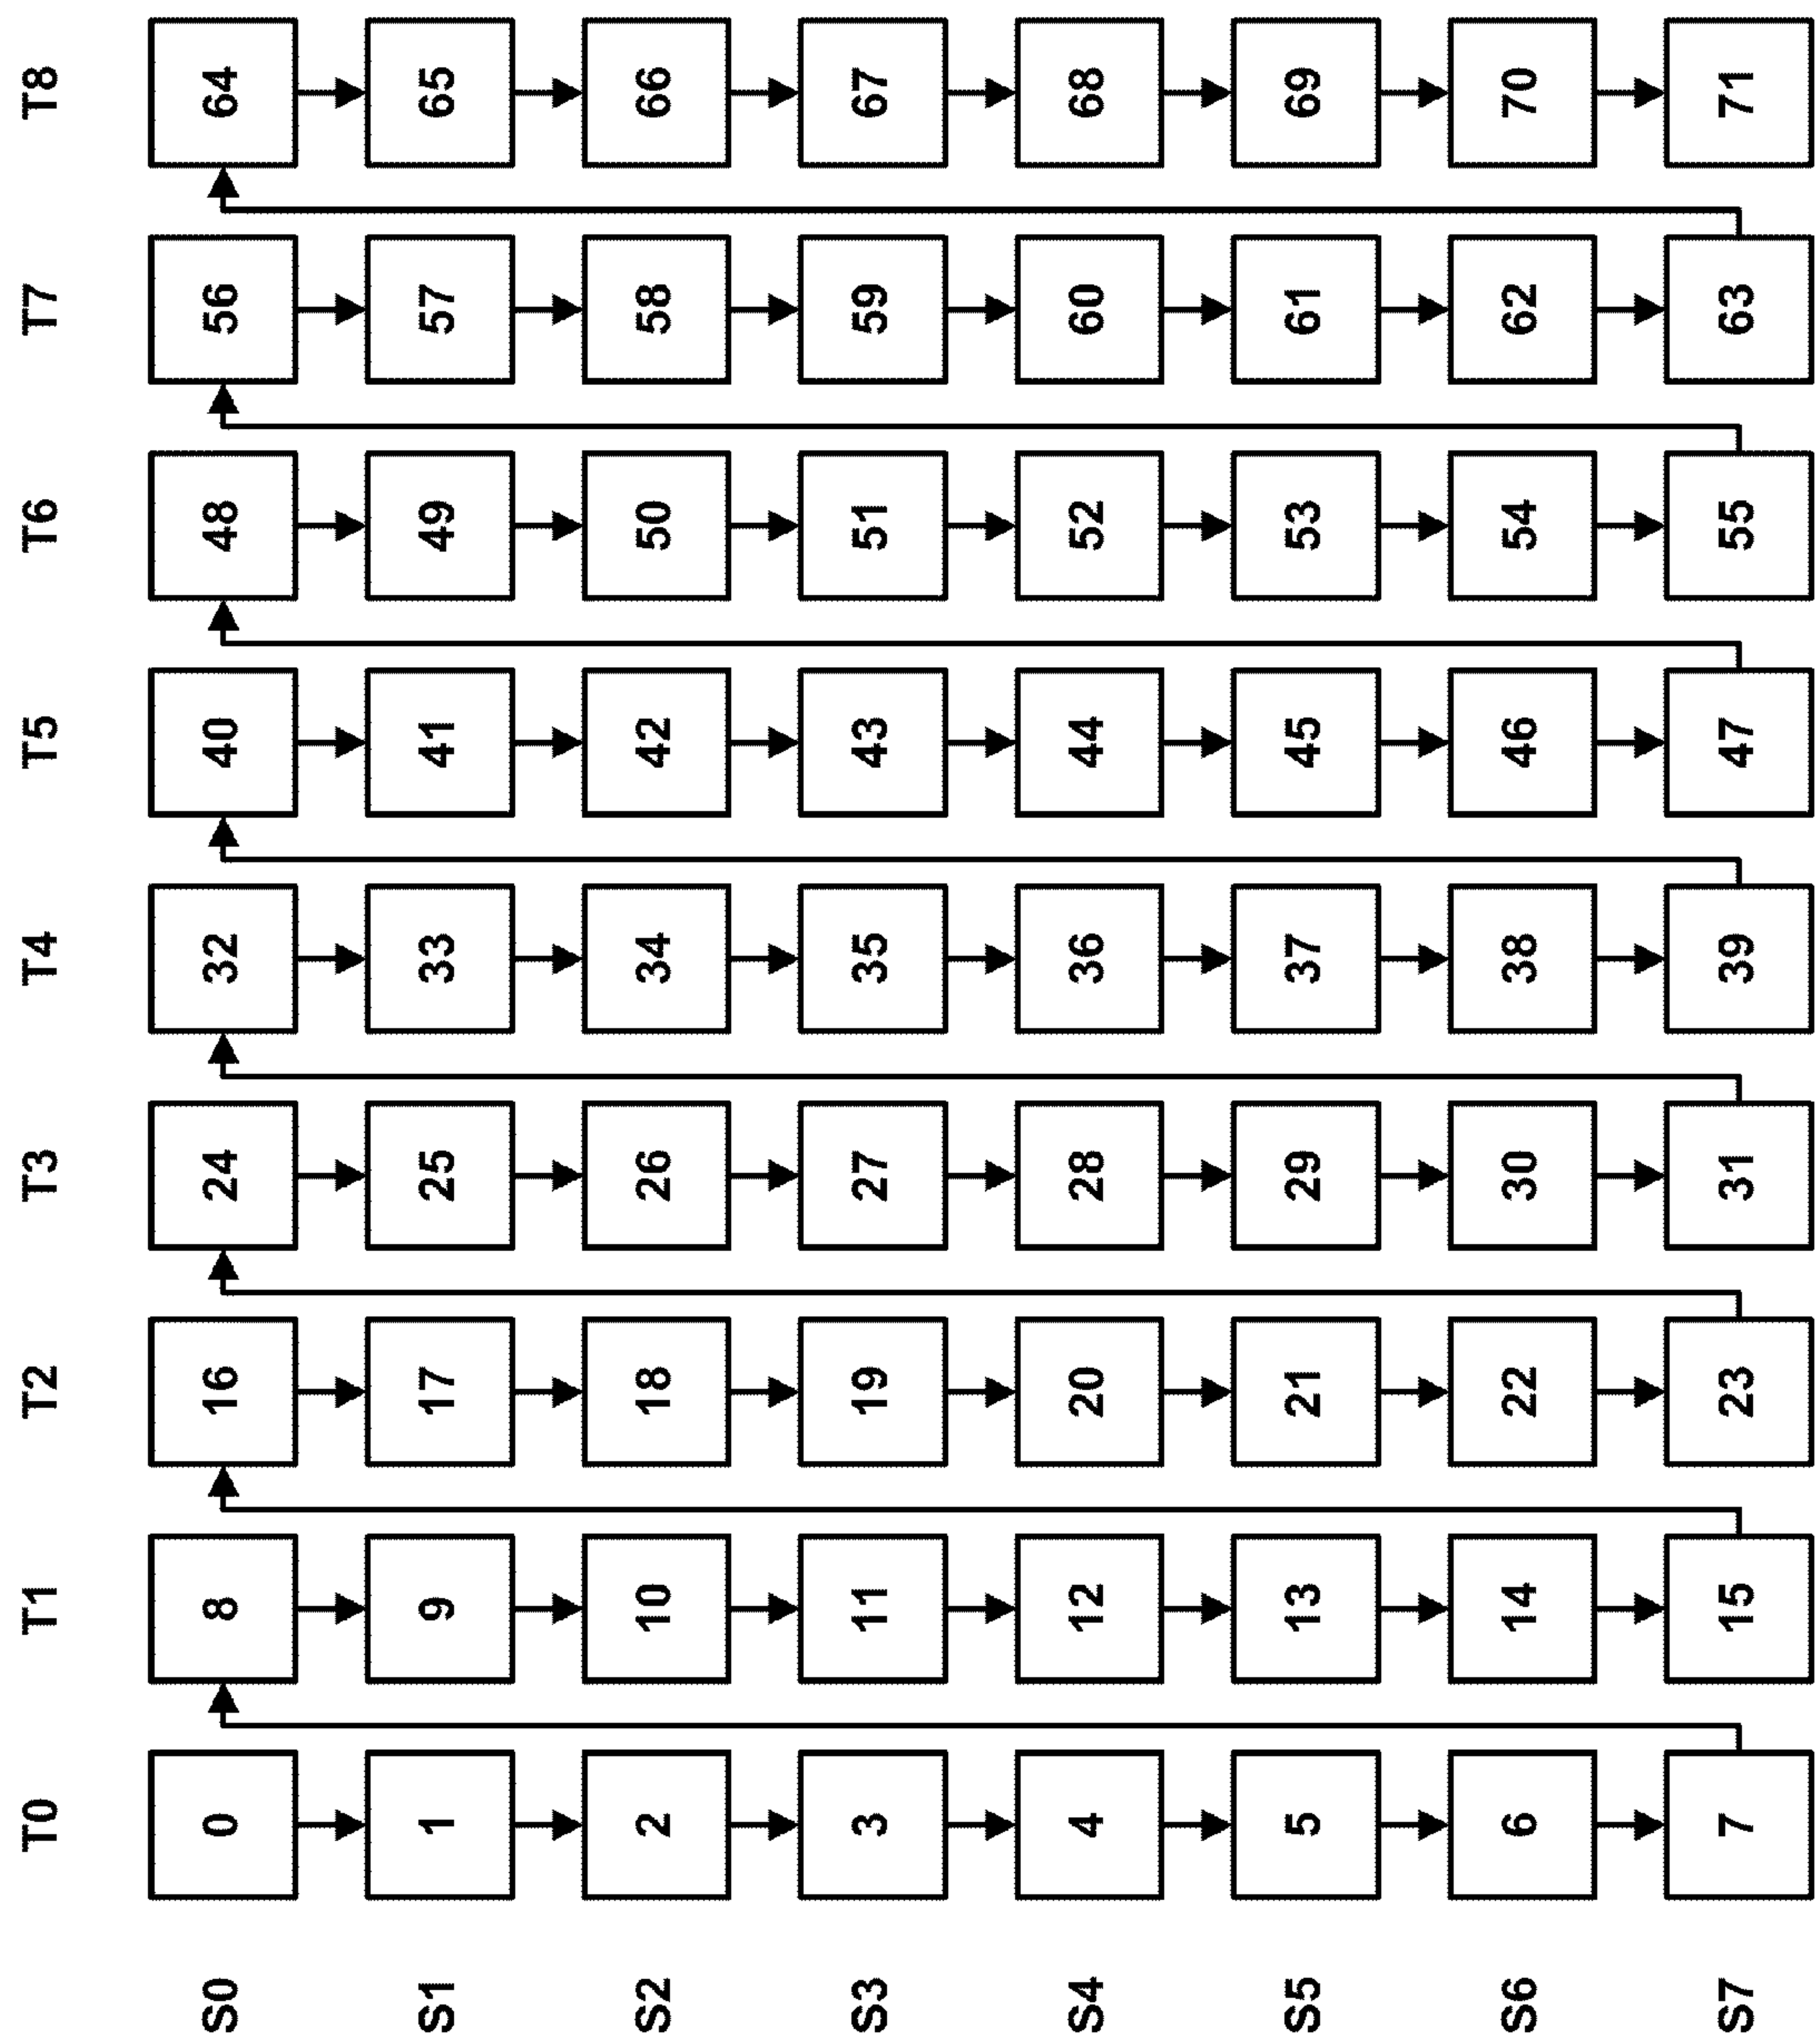 T0 T1 T2 T3 T4 T5 T6 T7 T8
S0 0 8 16 24 32 40 48 56 64
S1 1 9 17 25 33 41 49 57 65
S2 2 10 18 26 34 42 50 58 66
S3 3 11 19 27 35 43 51 59 67
S4 4 12 20 28 36 44 52 60 68
S5 5 13 21 29 37 45 53 61 69
S6 6 14 22 30 38 46 54 62 70
S7 7 15 23 31 39 47 55 63 71